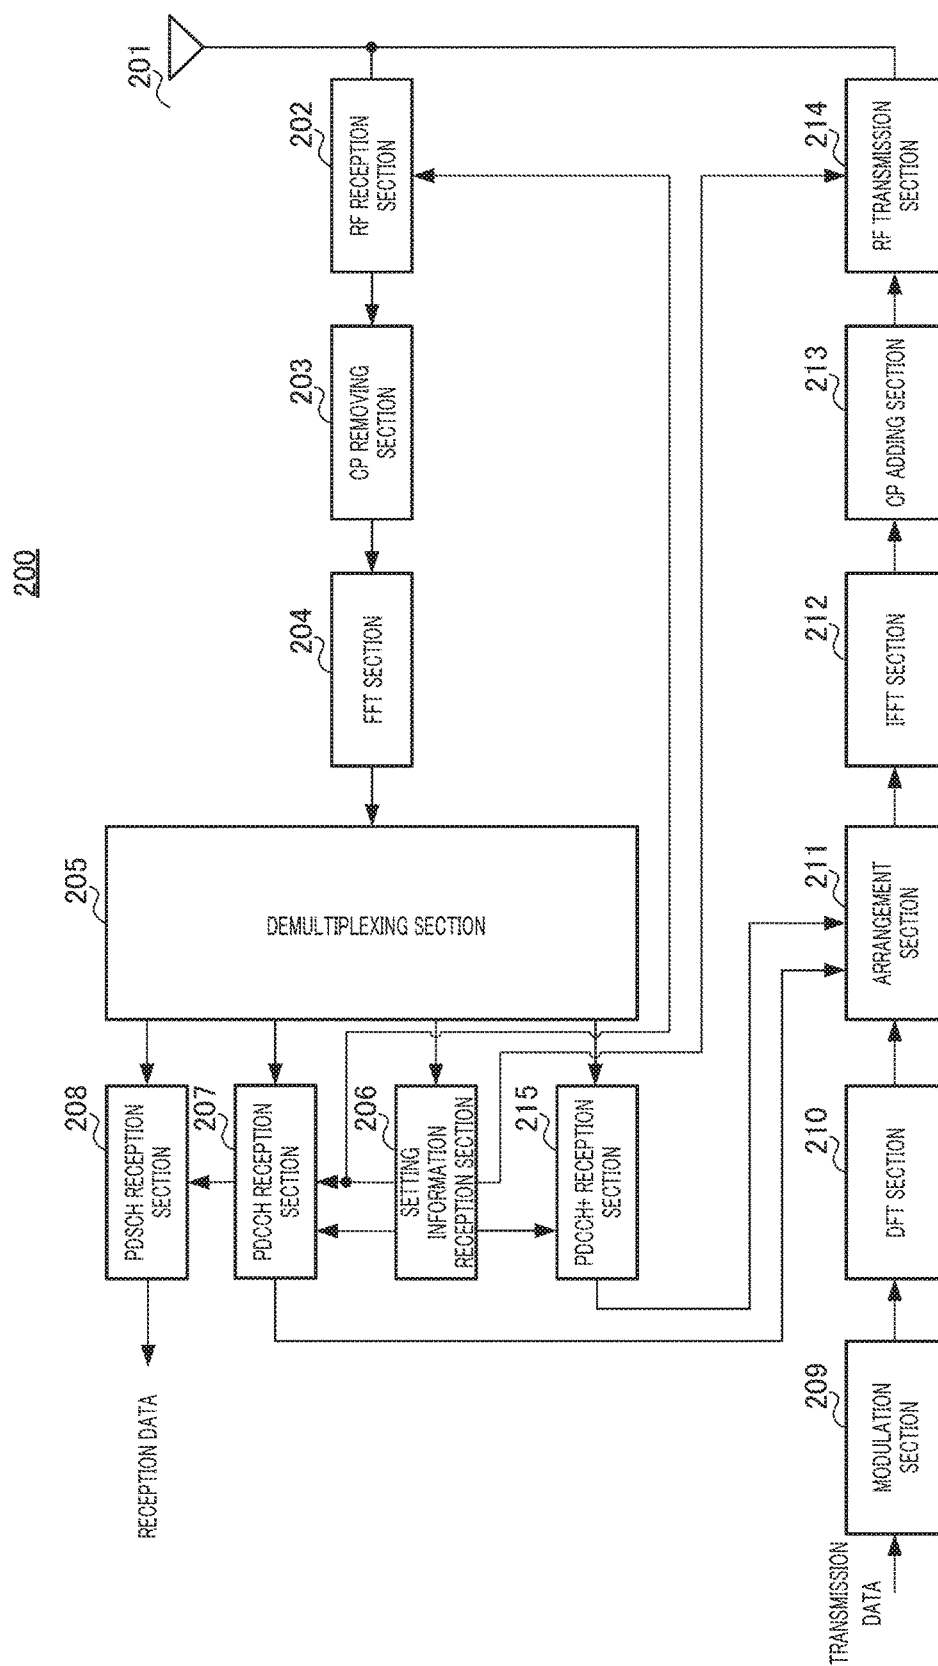 200
201
202
RF RECEPTION
SECTION
203
CP REMOVING
SECTION
204
FFT SECTION
205
DEMULTIPLEXING SECTION
208
PDSCH RECEPTION
SECTION
207
PDCCH RECEPTION
SECTION
206
SETTING
INFORMATION
RECEPTION SECTION
215
PDCCH+ RECEPTION
SECTION
RECEPTION DATA
TRANSMISSION
DATA
209
MODULATION
SECTION
210
DFT SECTION
211
ARRANGEMENT
SECTION
212
IFFT SECTION
213
CP ADDING SECTION
214
RF TRANSMISSION
SECTION